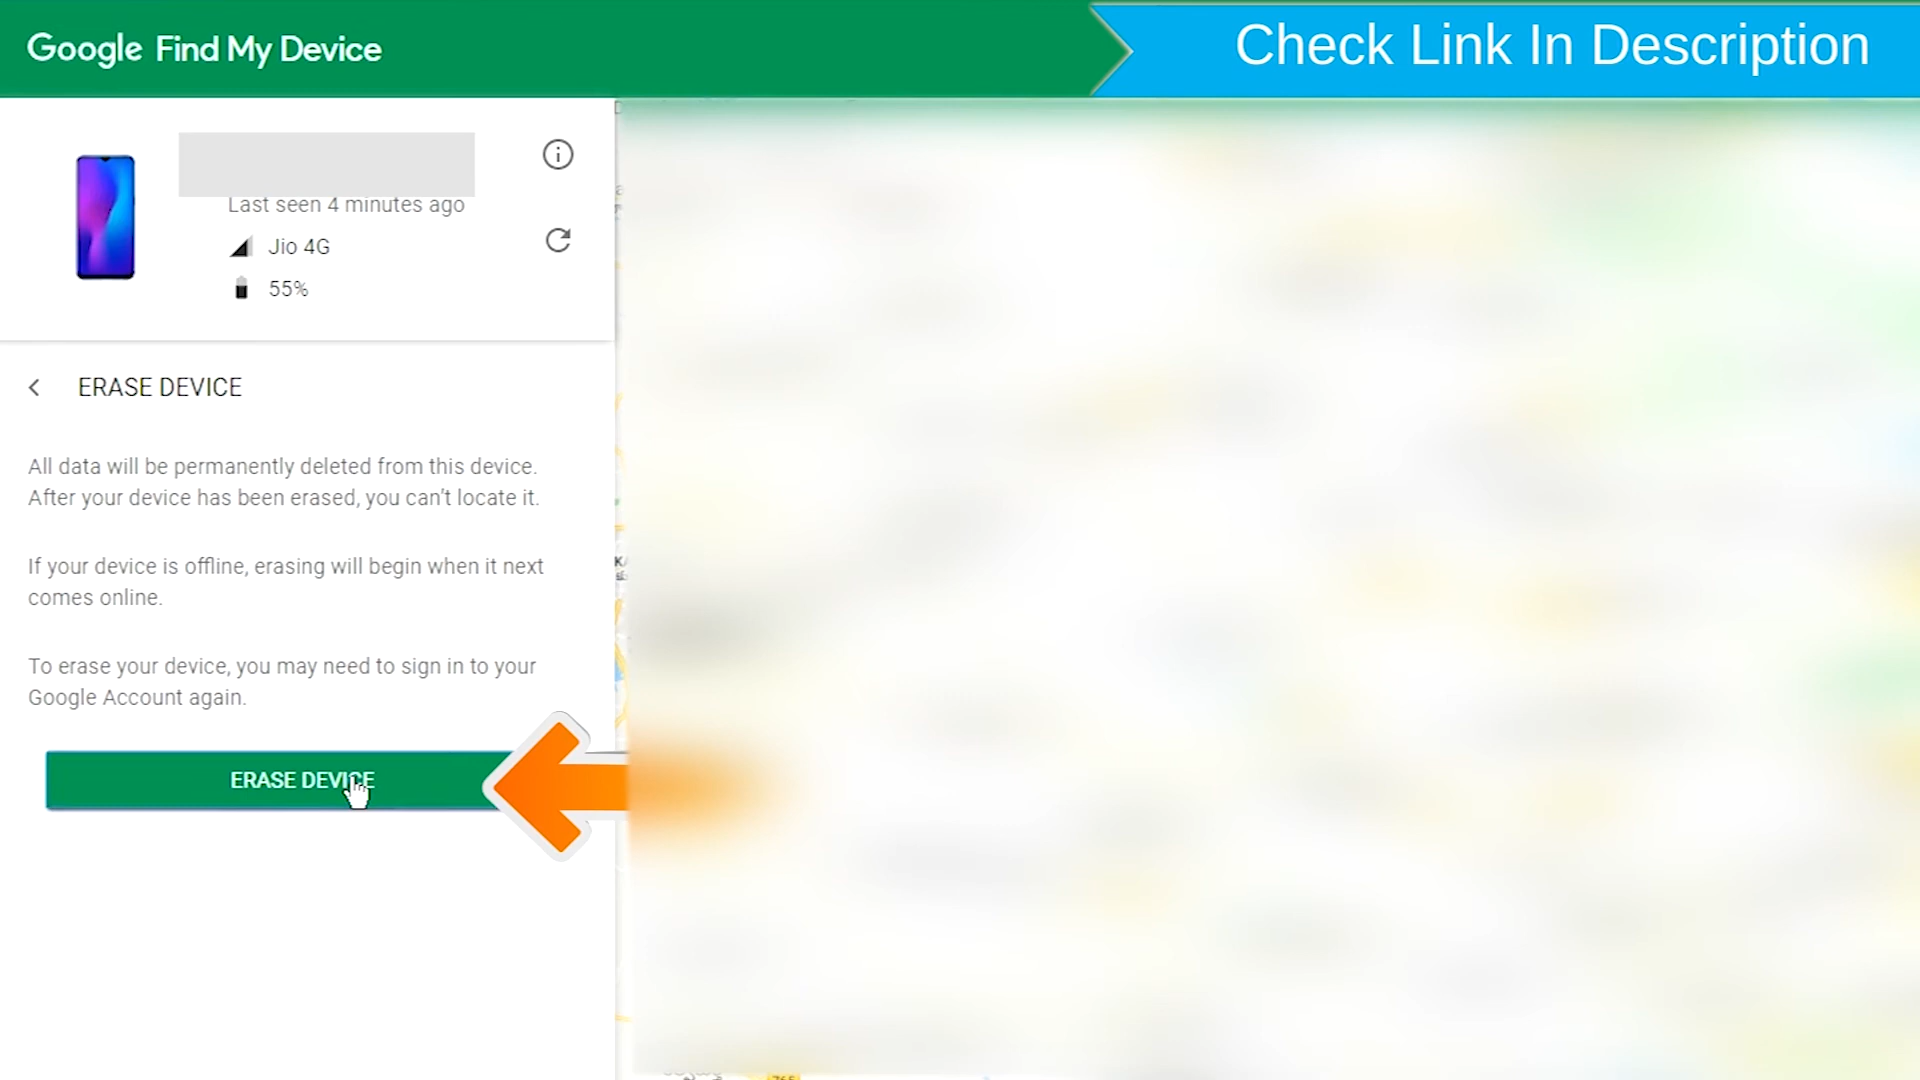 Google Find My Device
Check Link In Description
Last seen 4 minutes ago
Jio 4G
55%
ERASE DEVICE
All data will be permanently deleted from this device.
After your device has been erased, you can't locate it.
If your device is offline, erasing will begin when it next
comes online.
To erase your device, you may need to sign in to your
Google Account again.
ERASE DEVICE